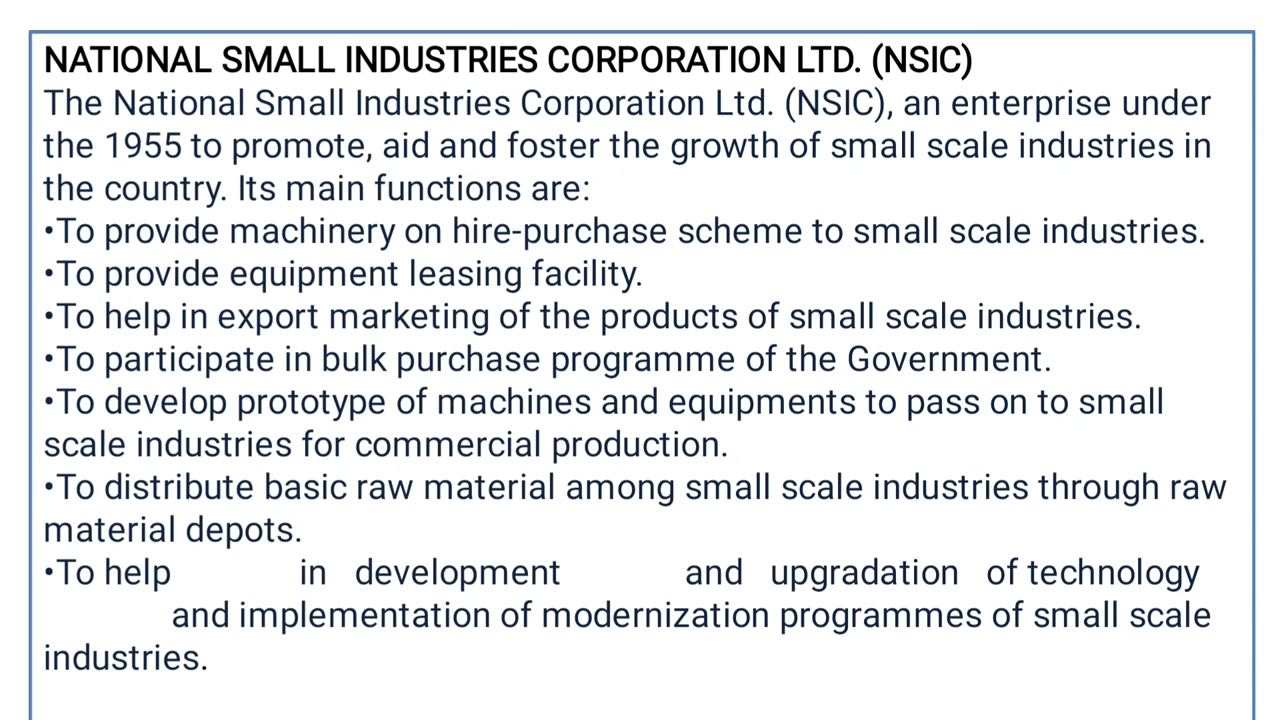 NATIONAL SMALL INDUSTRIES CORPORATION LTD. (NSIC)
The National Small Industries Corporation Ltd. (NSIC), an enterprise under
the 1955 to promote, aid and foster the growth of small scale industries in
the country. Its main functions are:
•To provide machinery on hire-purchase scheme to small scale industries.
•To provide equipment leasing facility.
•To help in export marketing of the products of small scale industries.
•To participate in bulk purchase programme of the Government.
•To develop prototype of machines and equipments to pass on to small
scale industries for commercial production.
•To distribute basic raw material among small scale industries through raw
material depots.
•To help in development and upgradation of technology
and implementation of modernization programmes of small scale
industries.